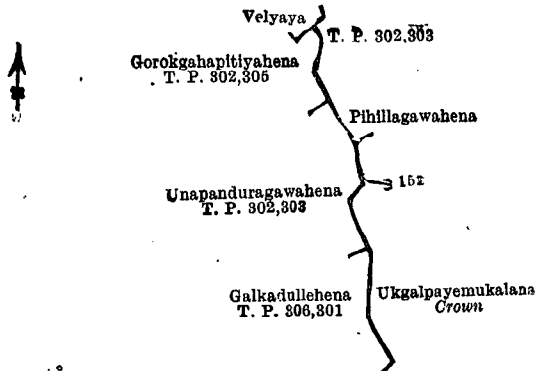 Velyaya
T. P. 302,303
Gorokgahapitiyahena
T. P. 302,305
Pihillagawahena
152
Unapanduragawahena
T. P. 302,303
Galkadullehena
T. P. 306,301
Ukgalpayemukalana
Crown